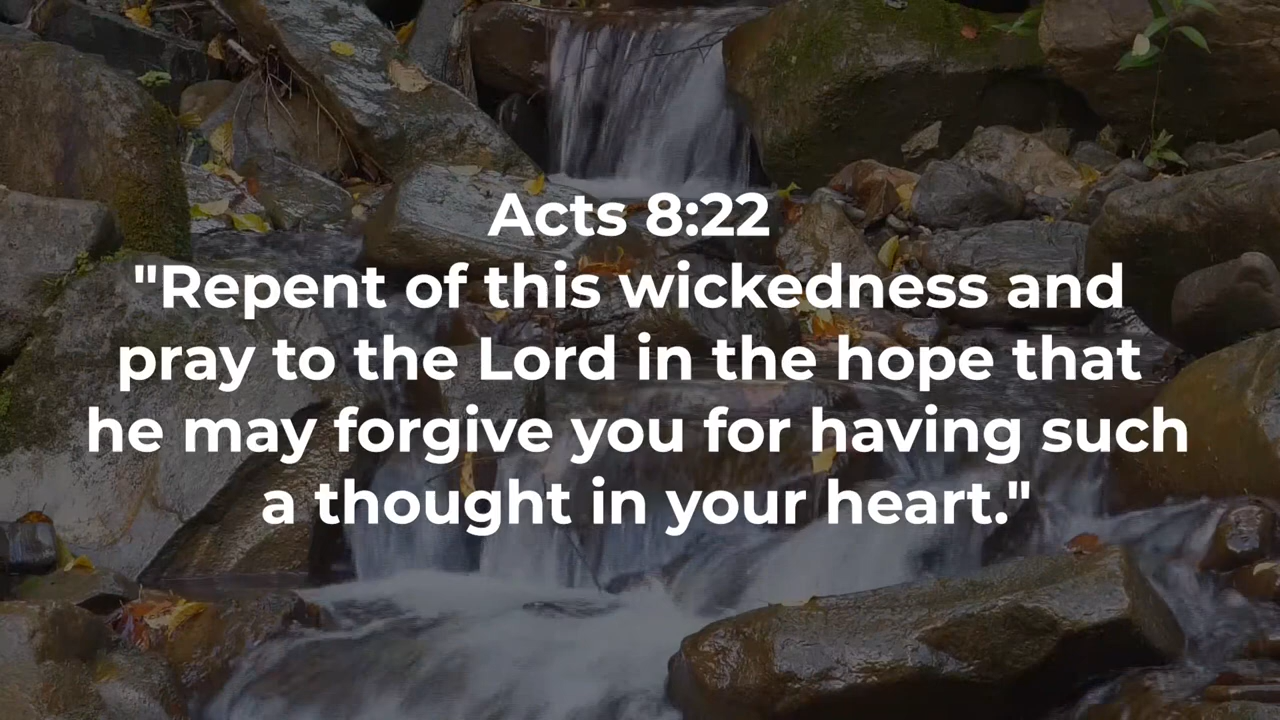 Acts 8:22
"Repent of this wickedness and
pray to the Lord in the hope that
he may forgive you for having such
a thought in your heart."